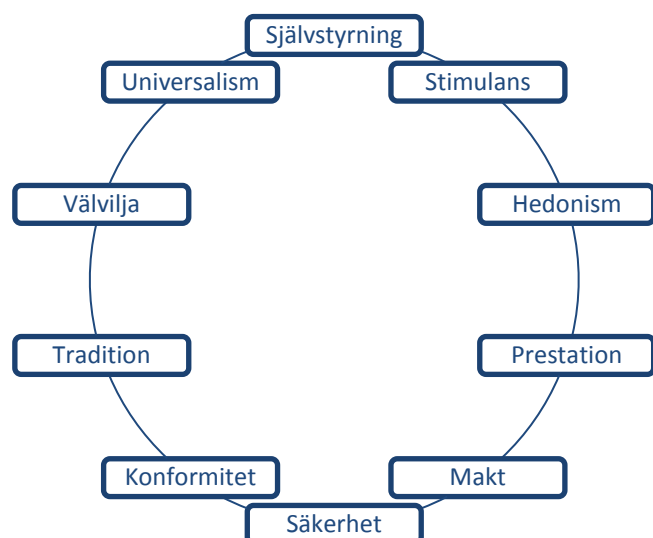 Självstyrning
Universalism
Stimulans
Välvilja
Hedonism
Tradition
Prestation
Konformitet
Makt
Säkerhet